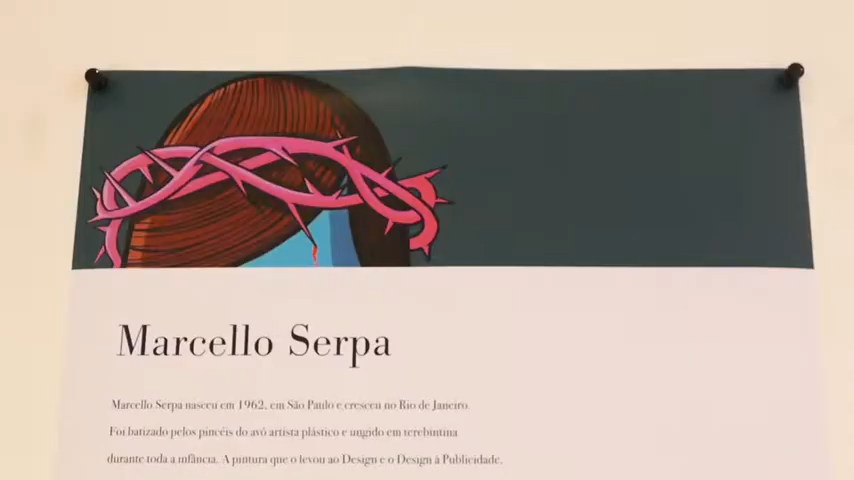 Marcello Serpa
Marcello Serpa nasceu em 1962, em São Paulo e cresceu no Rio de Janeiro.
Foi batizado pelos pincéis do avô artista plástico e ungido em terebintina
durante toda a infância. A pintura que o levou ao Design e o Design à Publicidade.